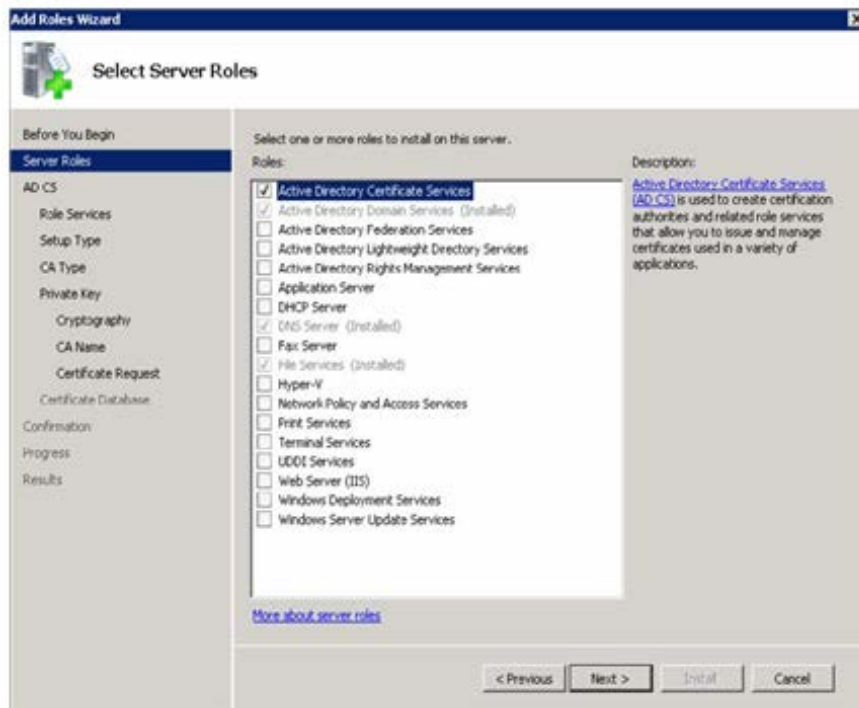 Add Roles Wizard
Select Server Roles
Before You Begin
Server Roles
AD CS
Role Services
Setup Type
CA Type
Private Key
Cryptography
CA Name
Certificate Request
Certificate Database
Confirmation
Progress
Results
Select one or more roles to install on this server.
Roles:
Active Directory Certificate Services
Active Directory Domain Services (Installed)
Active Directory Federation Services
Active Directory Lightweight Directory Services
Active Directory Rights Management Services
Application Server
DHCP Server
DNS Server (Installed)
Fax Server
File Services (Installed)
Hyper-V
Network Policy and Access Services
Print Services
Terminal Services
UDDI Services
Web Server (IIS)
Windows Deployment Services
Windows Server Update Services
More about server roles
Description:
Active Directory Certificate Services
(AD CS) is used to create certification
authorities and related role services
that allow you to issue and manage
certificates used in a variety of
applications.
< Previous
Next >
Install
Cancel